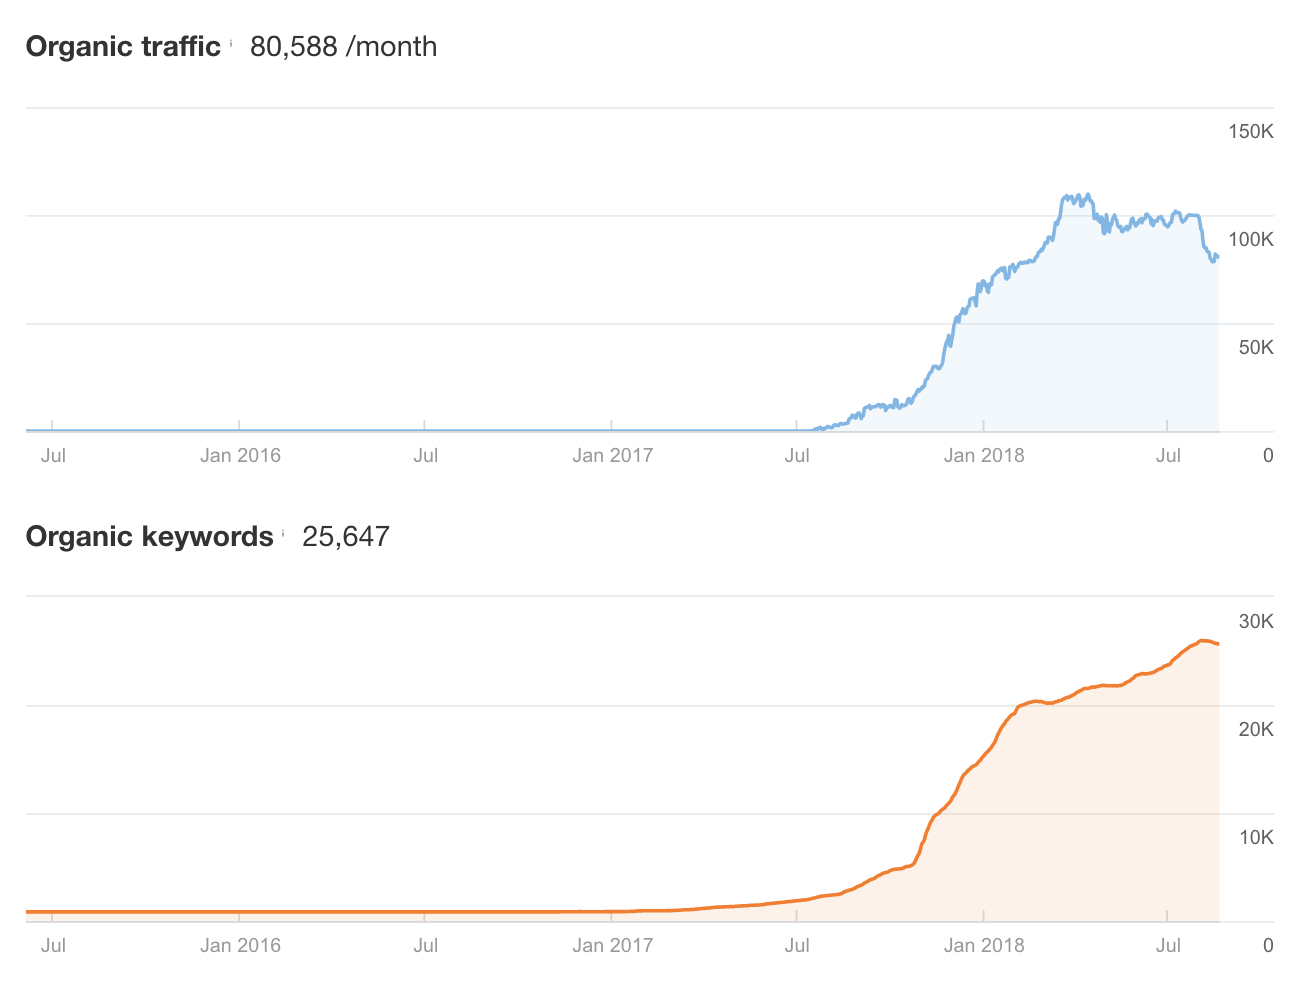 Organic traffic i 80,588 /month
150K
100K
50K
Jul Jan 2016 Jul Jan 2017 Jul Jan 2018 Jul 0
Organic keywords i 25,647
30K
20K
10K
Jul Jan 2016 Jul Jan 2017 Jul Jan 2018 Jul 0